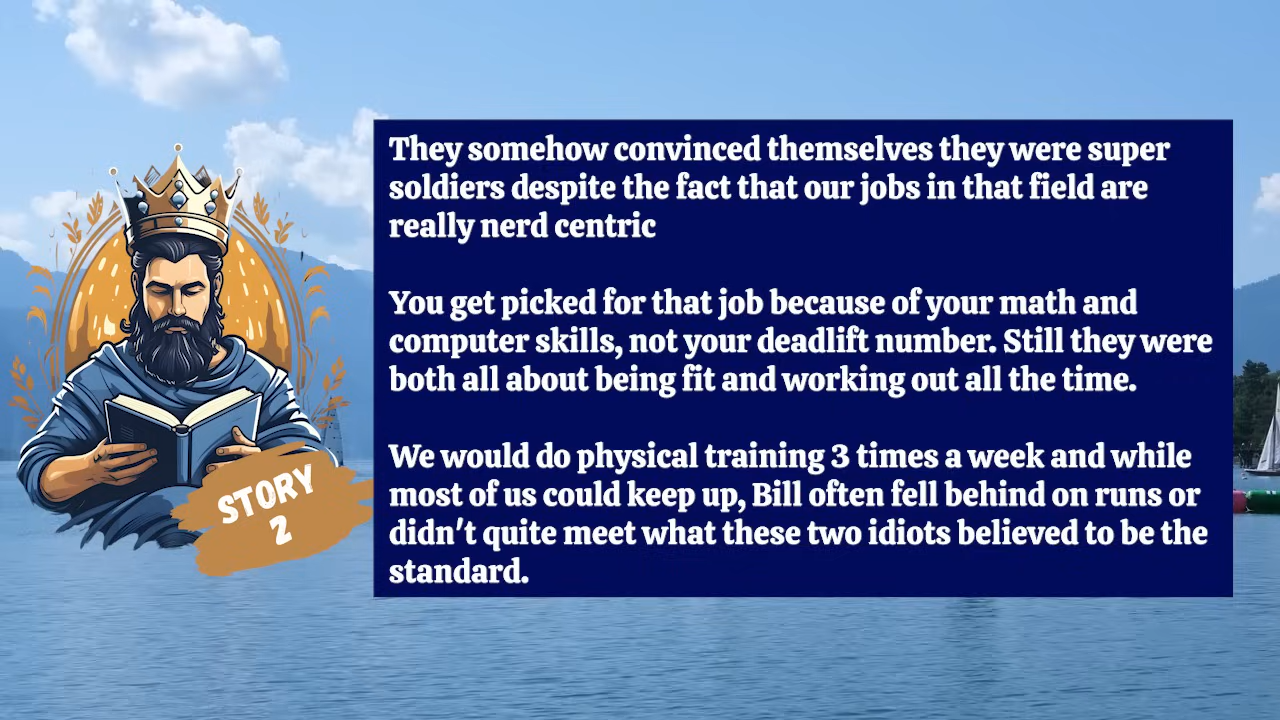 They somehow convinced themselves they were super
soldiers despite the fact that our jobs in that field are
really nerd centric
You get picked for that job because of your math and
computer skills, not your deadlift number. Still they were
both all about being fit and working out all the time.
We would do physical training 3 times a week and while
most of us could keep up, Bill often fell behind on runs or
didn't quite meet what these two idiots believed to be the
standard.
STORY
2